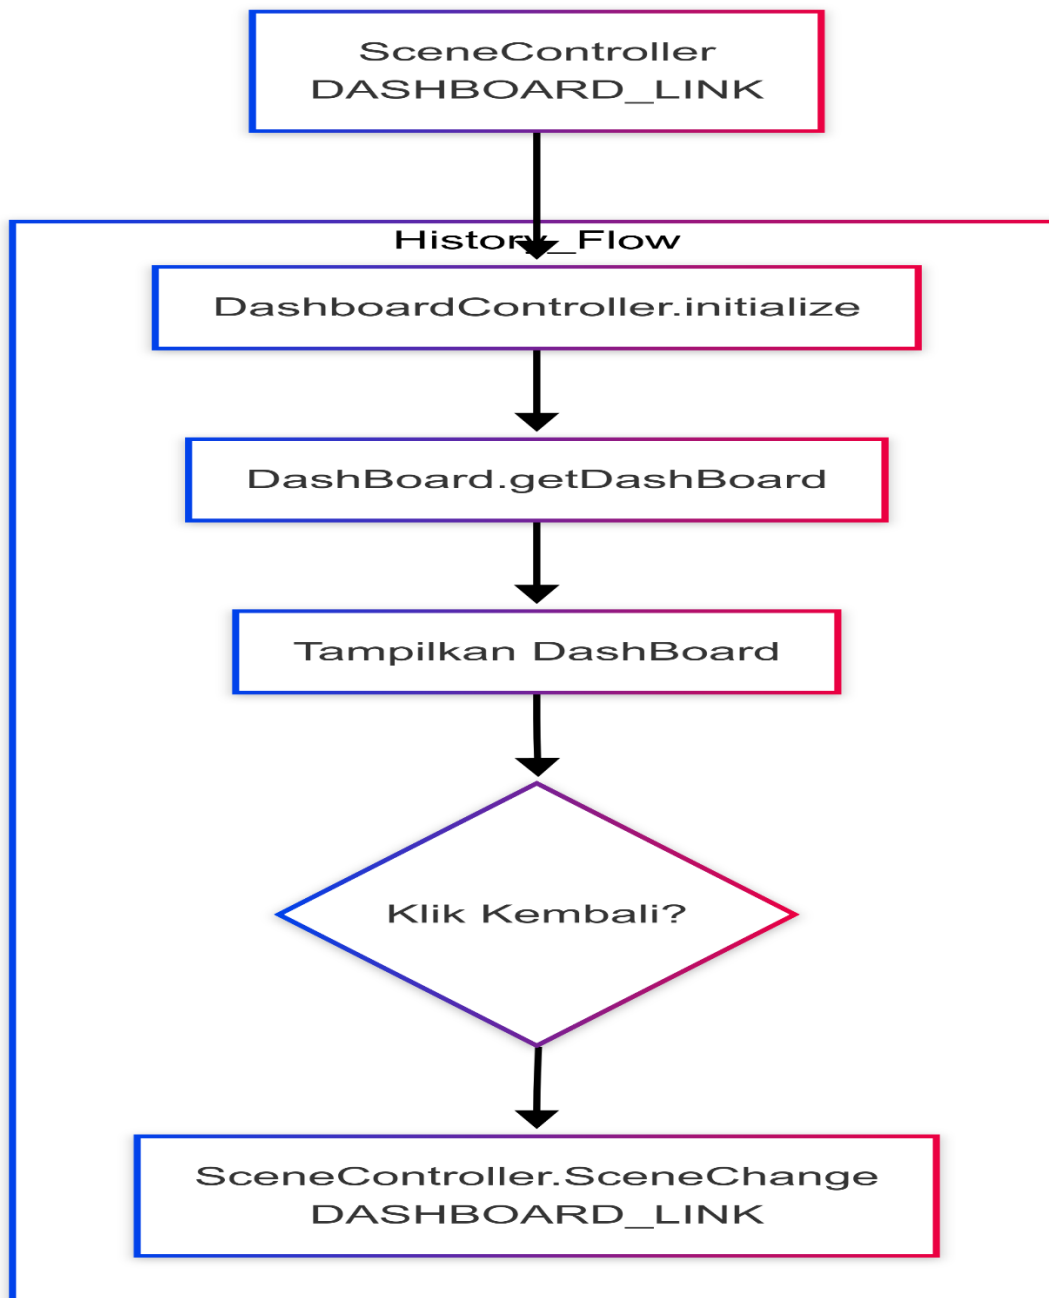 SceneController
DASHBOARD_LINK
History_Flow
DashboardController.initialize
DashBoard.getDashBoard
Tampilkan DashBoard
Klik Kembali?
SceneController.SceneChange
DASHBOARD_LINK